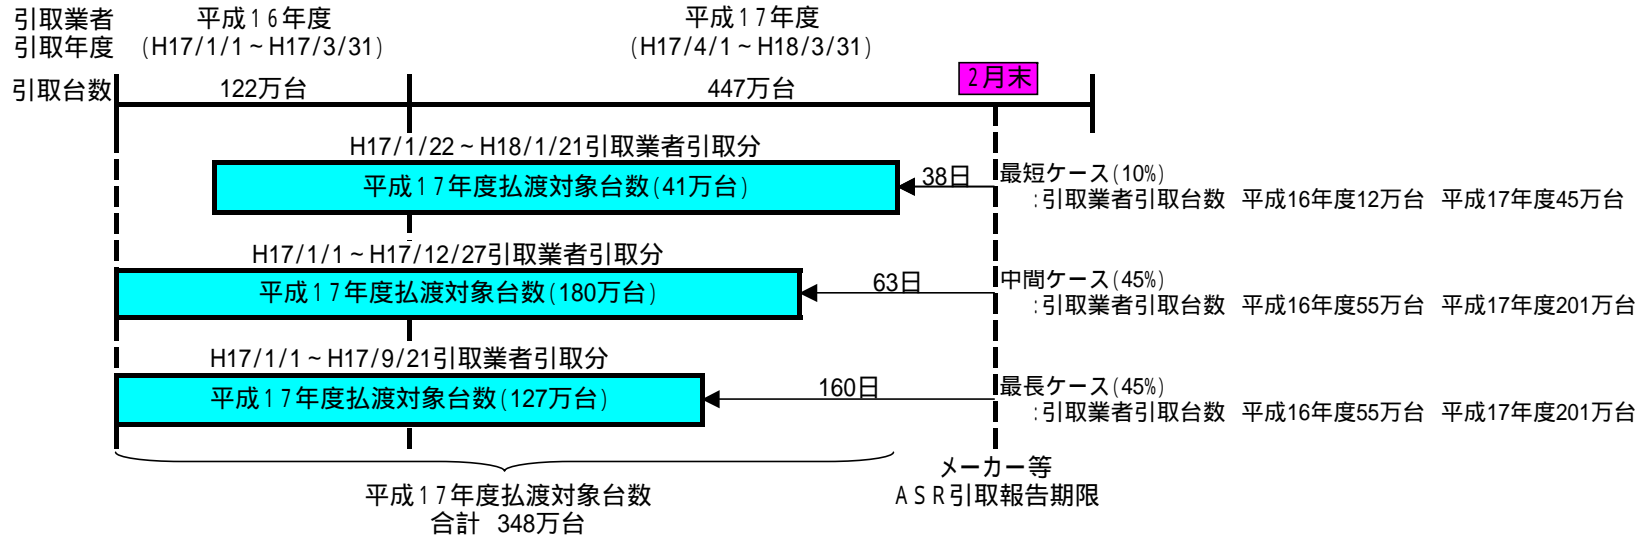 引取業者 平成16年度 平成17年度
引取年度 (H17/1/1~H17/3/31) (H17/4/1~H18/3/31)
引取台数 122万台 447万台 2月末
H17/1/22~H18/1/21引取業者引取分
平成17年度払渡対象台数(41万台) 38日 最短ケース(10%)
:引取業者引取台数 平成16年度12万台 平成17年度45万台
H17/1/1~H17/12/27引取業者引取分
平成17年度払渡対象台数(180万台) 63日 中間ケース(45%)
:引取業者引取台数 平成16年度55万台 平成17年度201万台
H17/1/1~H17/9/21引取業者引取分
平成17年度払渡対象台数(127万台) 160日 最長ケース(45%)
:引取業者引取台数 平成16年度55万台 平成17年度201万台
メーカー等
ASR引取報告期限
平成17年度払渡対象台数
合計 348万台